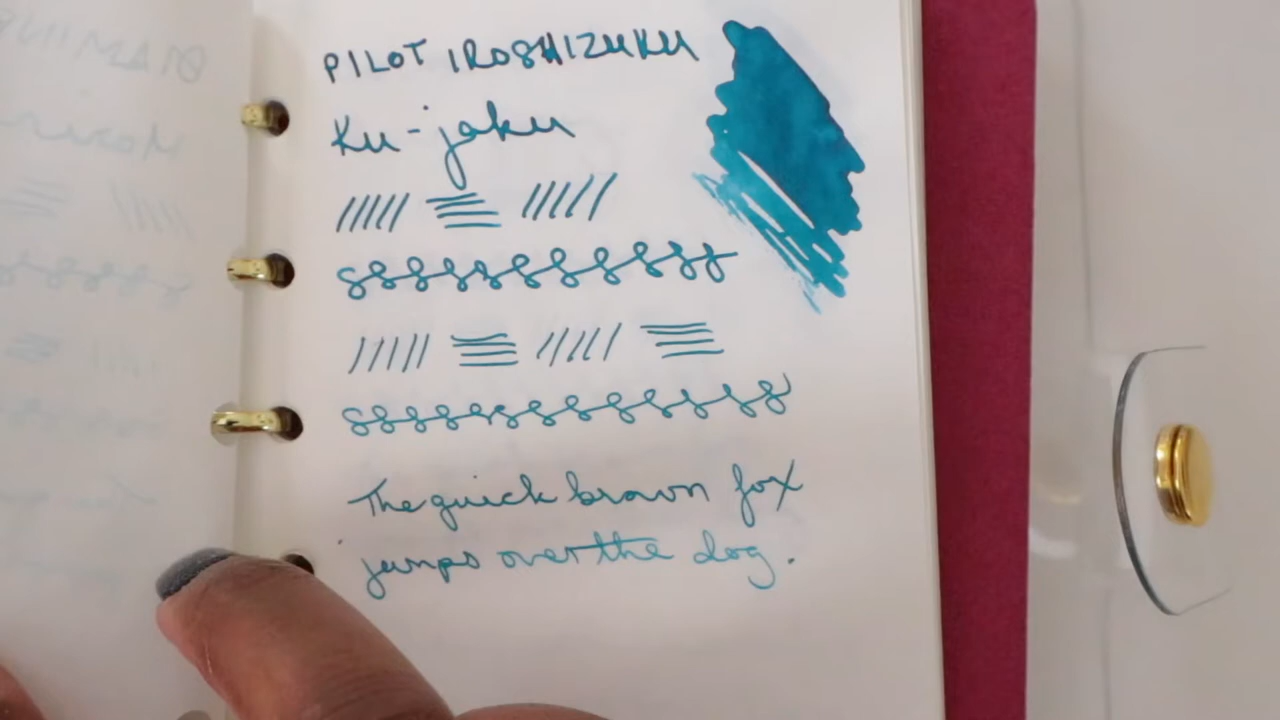 PILOT IROSHIZUKU
Ku-jaku
The quick brown fox
jumps over the dog.